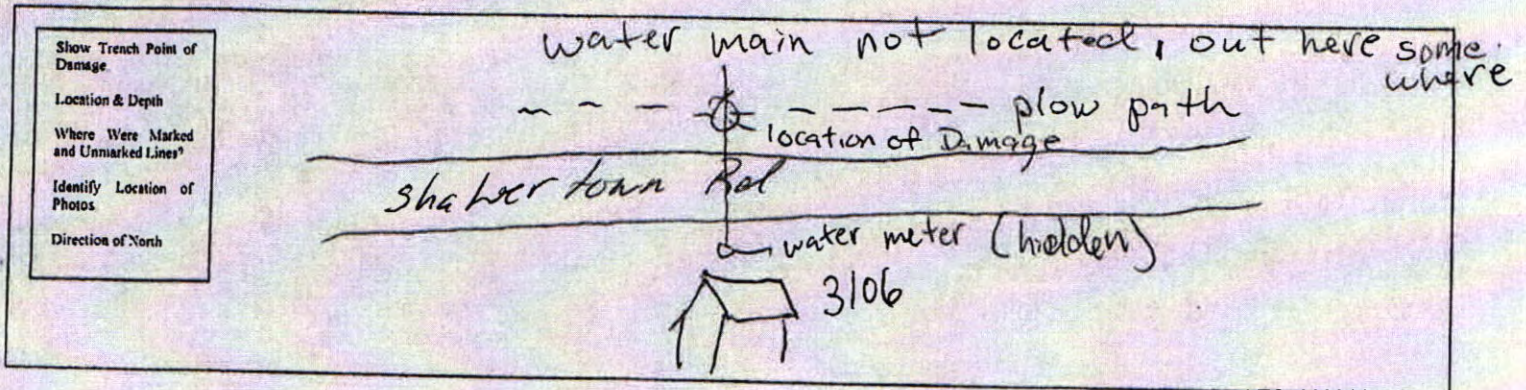 Show Trench Point of
Damage
Location & Depth
Where Were Marked
and Unmarked Lines?
Identify Location of
Photos
Direction of North
water main not located, out here some
where
plow path
location of Damage
Shawertown Rd
water meter (hidden)
3106